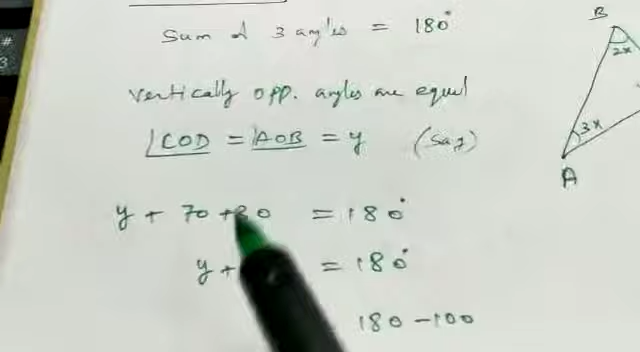 Sum of 3 angles = 180°
Vertically opp. angles are equal
∠COD = ∠AOB = y (Say)
y + 70 +30 = 180°
y + = 180°
180 - 100
B
2x
3x
A
#
3